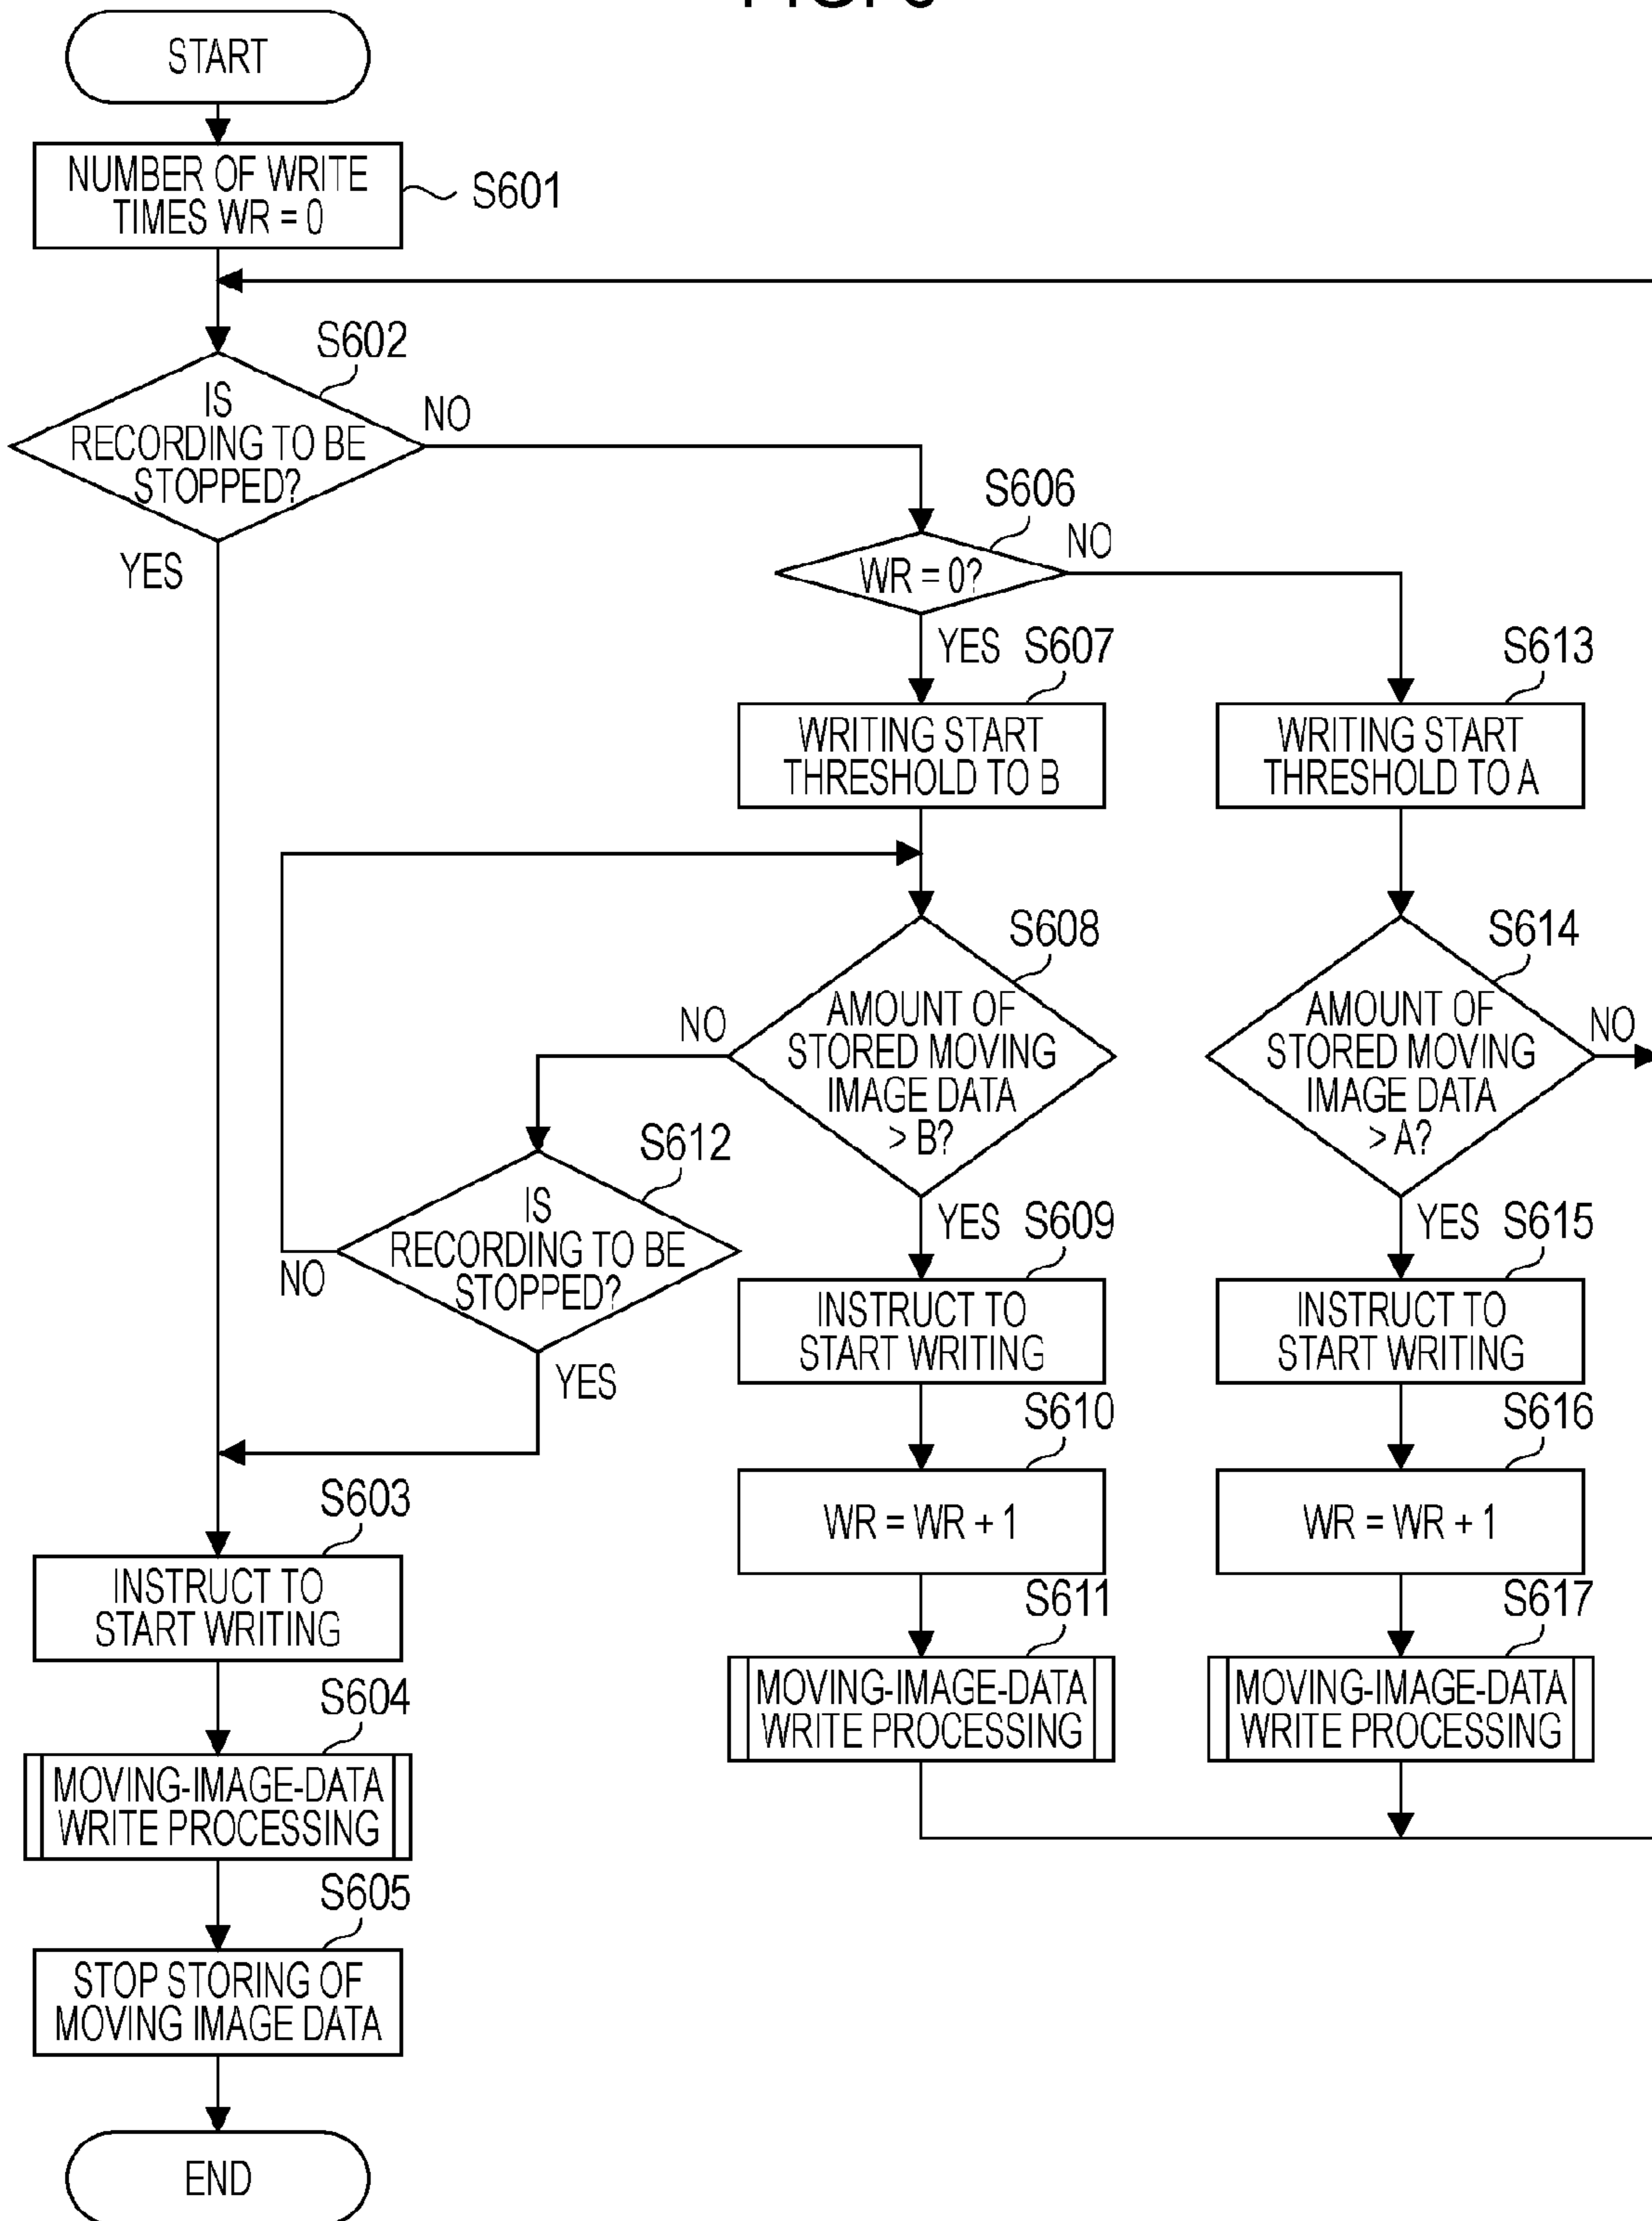 START
NUMBER OF WRITE
TIMES WR = 0
S601
S602
IS
RECORDING TO BE
STOPPED?
NO
YES
S606
WR = 0?
NO
YES S607
WRITING START
THRESHOLD TO B
S613
WRITING START
THRESHOLD TO A
S608
AMOUNT OF
STORED MOVING
IMAGE DATA
> B?
NO
S614
AMOUNT OF
STORED MOVING
IMAGE DATA
> A?
NO
S612
IS
RECORDING TO BE
STOPPED?
NO
YES
YES S609
INSTRUCT TO
START WRITING
YES S615
INSTRUCT TO
START WRITING
S610
WR = WR + 1
S616
WR = WR + 1
S603
INSTRUCT TO
START WRITING
S611
MOVING-IMAGE-DATA
WRITE PROCESSING
S617
MOVING-IMAGE-DATA
WRITE PROCESSING
S604
MOVING-IMAGE-DATA
WRITE PROCESSING
S605
STOP STORING OF
MOVING IMAGE DATA
END